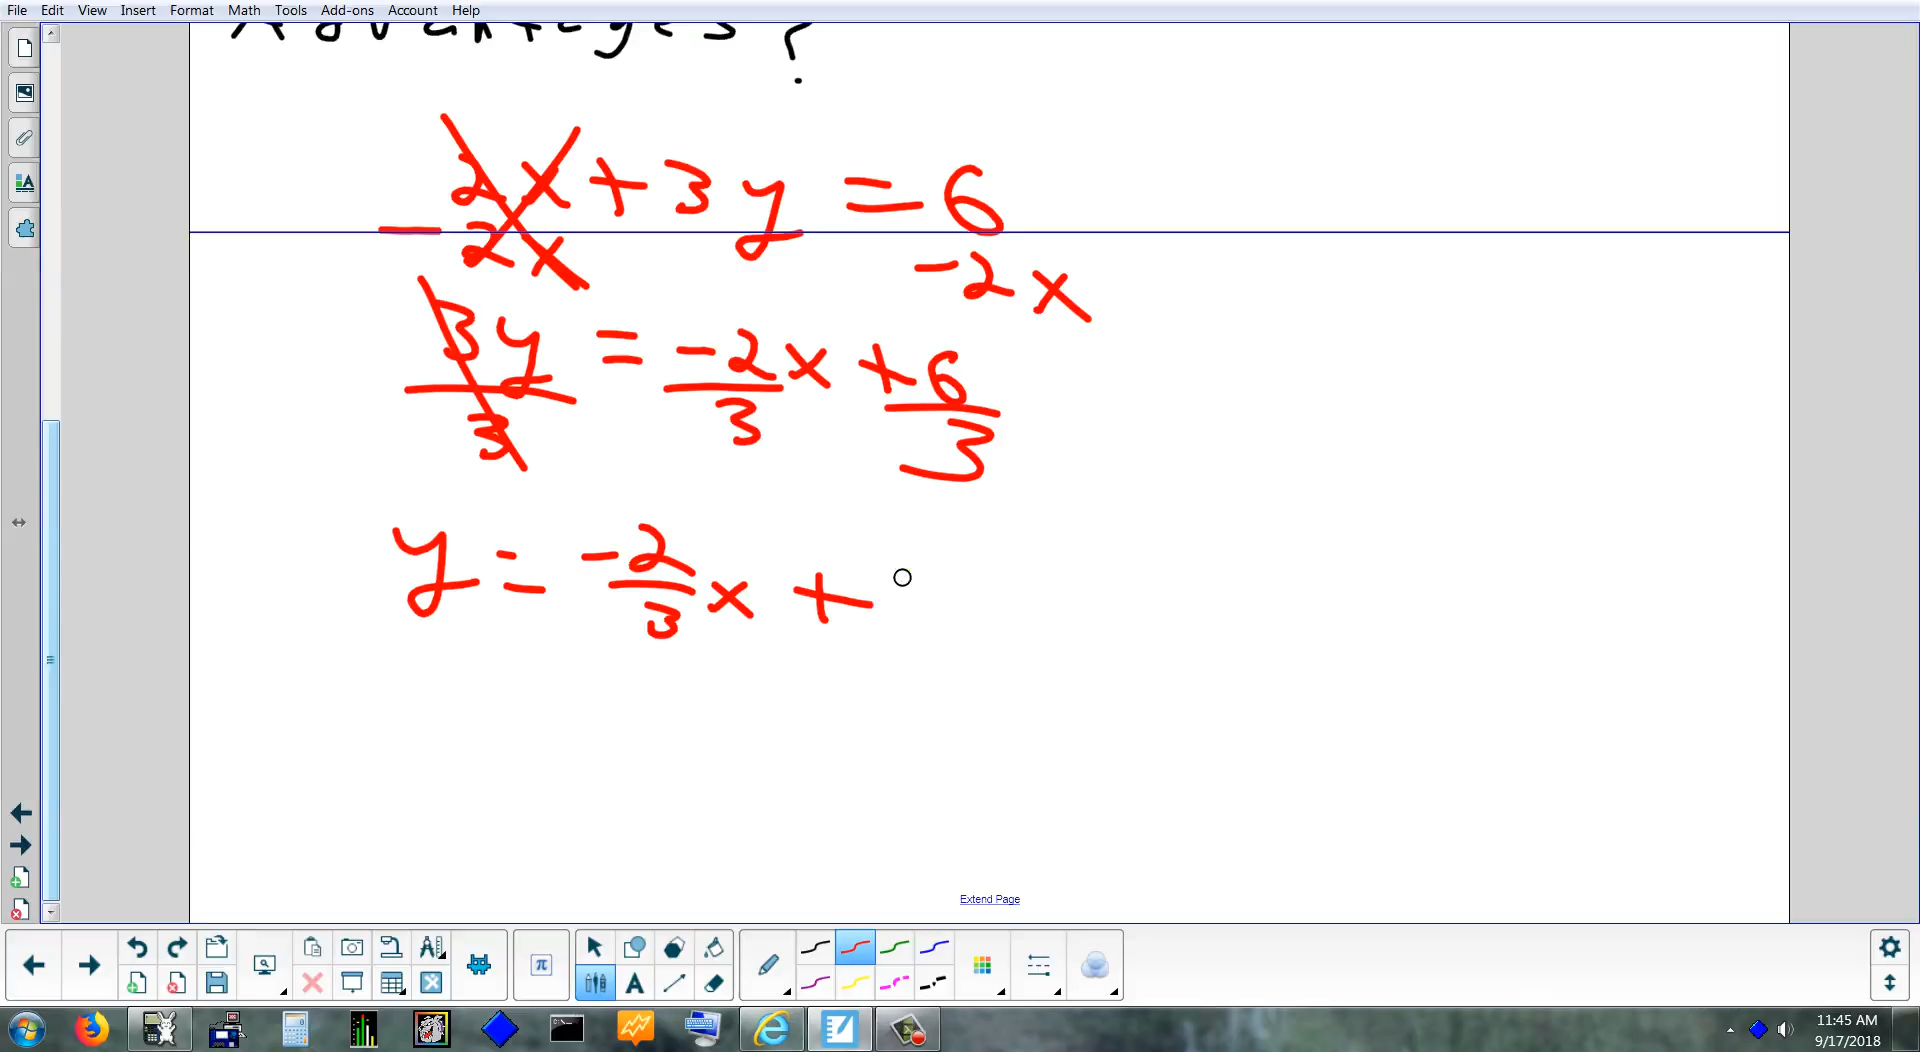 File Edit View Insert Format Math Tools Add-ons Account Help
Advantages ?
2x + 3y = 6
- 2x -2x
3y = -2x + 6
3 3 3
y = -2/3 x +
Extend Page
π
A
11:45 AM
9/17/2018